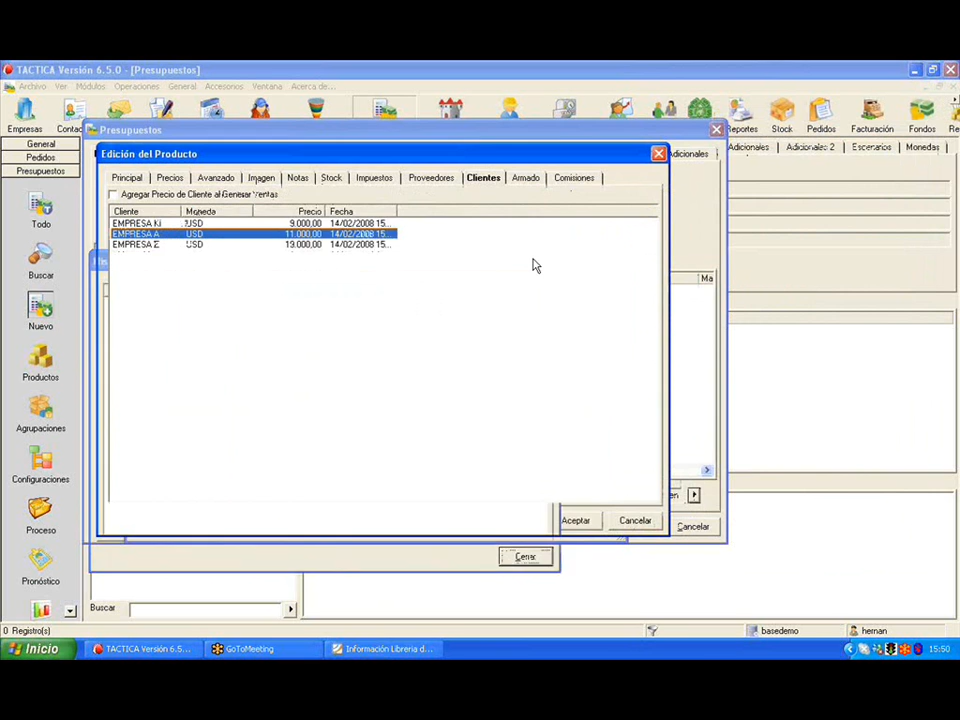 TACTICA Versión 6.5.0 - [Presupuestos]
Archivo Ver Módulos Operaciones General Accesorios Ventana Acerca de...
Empresas
Reportes Stock Pedidos Facturación Fondos
General
Pedidos
Presupuestos
Todo
Buscar
Nuevo
Productos
Agrupaciones
Configuraciones
Proceso
Pronóstico
Presupuestos
Adicionales
Adicionales 2 Escenarios Monedas
Edición del Producto
Principal Precios Avanzado Imagen Notas Stock Impuestos Proveedores Clientes Armado Comisiones
Agregar Precio de Cliente al Generar Ventas
Cliente Moneda Precio Fecha
EMPRESA USD 9.000,00 14/02/2008 15...
EMPRESA A USD 11.000,00 14/02/2008 15...
EMPRESA USD 14/02/2008 15...
Ma
Aceptar Cancelar
Cancelar
Cerrar
Buscar
0 Registro(s)
basedemo hernan
Inicio TACTICA Versión 6.5... GoToMeeting Información Libreria d...
15:50